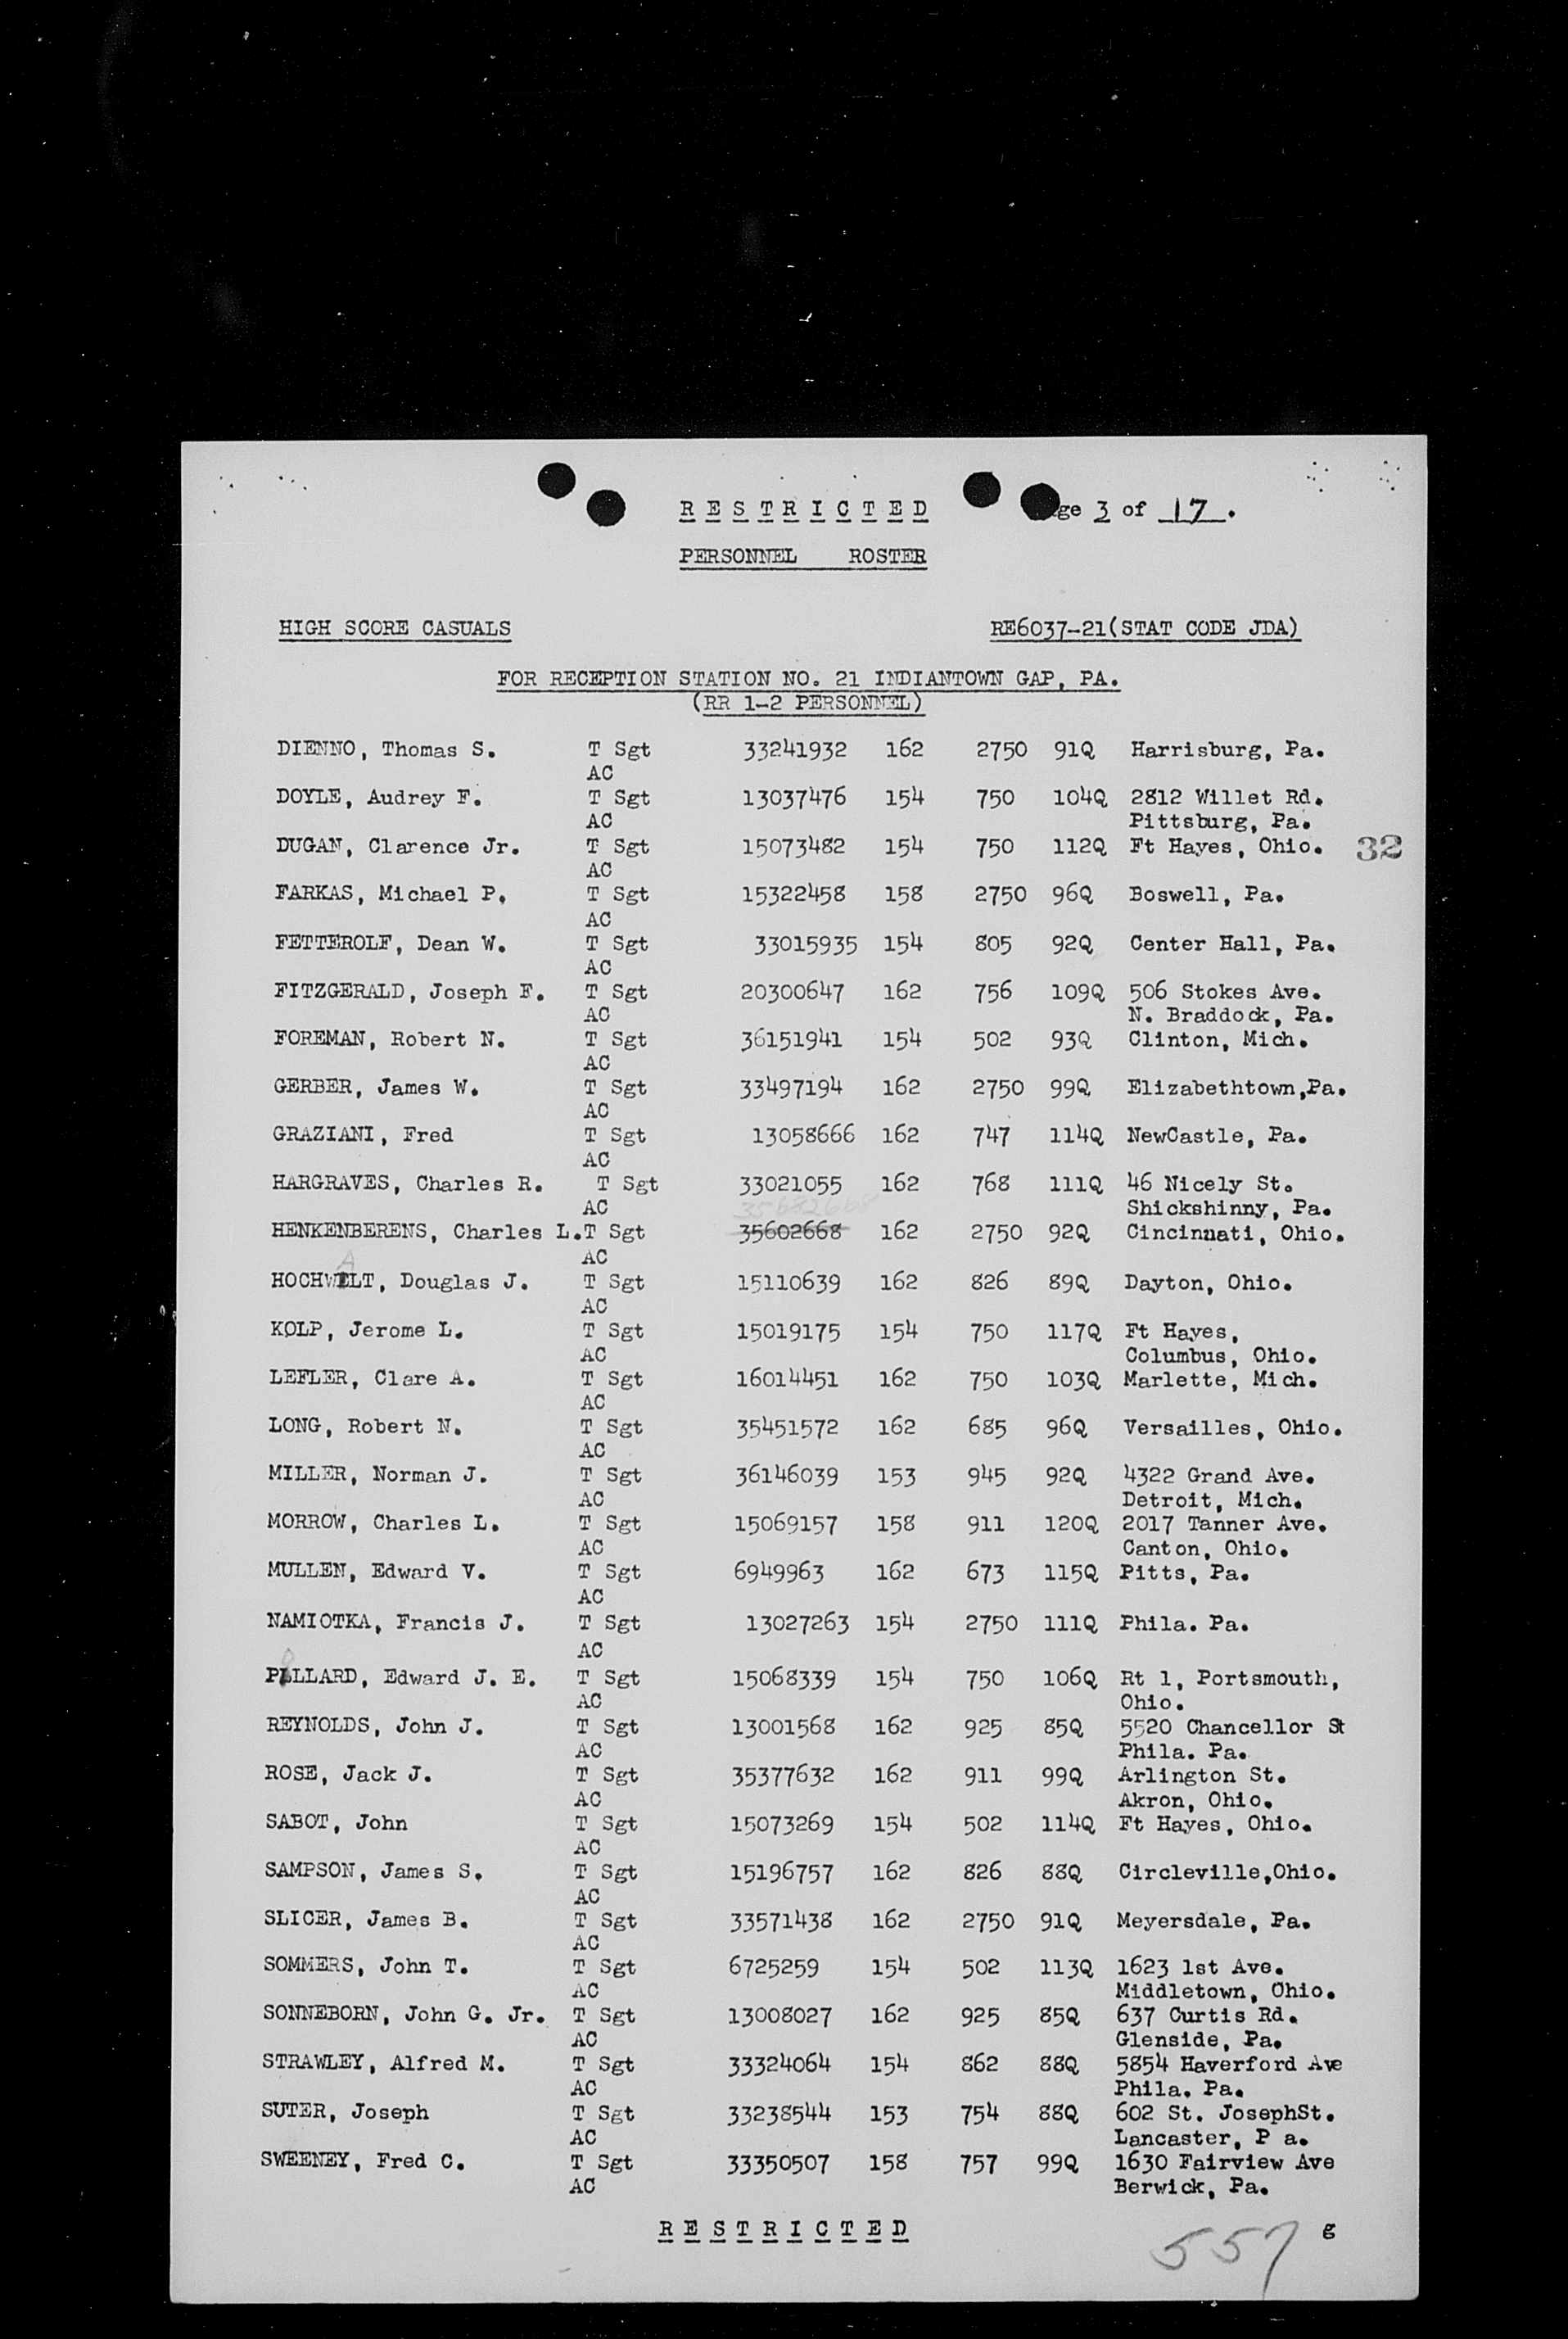 R E S T R I C T E D ge 3 of 17.
PERSONNEL ROSTER
HIGH SCORE CASUALS RE6037-21(STAT CODE JDA)
FOR RECEPTION STATION NO. 21 INDIANTOWN GAP, PA.
(RR 1-2 PERSONNEL)
DIENNO, Thomas S. T Sgt 33241932 162 2750 91Q Harrisburg, Pa.
AC
DOYLE, Audrey F. T Sgt 13037476 154 750 104Q 2812 Willet Rd.
AC Pittsburg, Pa.
DUGAN, Clarence Jr. T Sgt 15073482 154 750 112Q Ft Hayes, Ohio. 32
AC
FARKAS, Michael P. T Sgt 15322458 158 2750 96Q Boswell, Pa.
AC
FETTEROLF, Dean W. T Sgt 33015935 154 805 92Q Center Hall, Pa.
AC
FITZGERALD, Joseph F. T Sgt 20300647 162 756 109Q 506 Stokes Ave.
AC N. Braddock, Pa.
FOREMAN, Robert N. T Sgt 36151941 154 502 93Q Clinton, Mich.
AC
GERBER, James W. T Sgt 33497194 162 2750 99Q Elizabethtown,Pa.
AC
GRAZIANI, Fred T Sgt 13058666 162 747 114Q NewCastle, Pa.
AC
HARGRAVES, Charles R. T Sgt 33021055 162 768 111Q 46 Nicely St.
AC 35682668 Shickshinny, Pa.
HENKENBERENS, Charles L.T Sgt 35602668 162 2750 92Q Cincinnati, Ohio.
A AC
HOCHWELT, Douglas J. T Sgt 15110639 162 826 89Q Dayton, Ohio.
AC
KOLP, Jerome L. T Sgt 15019175 154 750 117Q Ft Hayes,
AC Columbus, Ohio.
LEFLER, Clare A. T Sgt 16014451 162 750 103Q Marlette, Mich.
AC
LONG, Robert N. T Sgt 35451572 162 685 96Q Versailles, Ohio.
AC
MILLER, Norman J. T Sgt 36146039 153 945 92Q 4322 Grand Ave.
AC Detroit, Mich.
MORROW, Charles L. T Sgt 15069157 158 911 120Q 2017 Tanner Ave.
AC Canton, Ohio.
MULLEN, Edward V. T Sgt 6949963 162 673 115Q Pitts, Pa.
AC
NAMIOTKA, Francis J. T Sgt 13027263 154 2750 111Q Phila. Pa.
AC
Edward J. E. T Sgt 15068339 154 750 106Q Rt 1, Portsmouth,
AC Ohio.
REYNOLDS, John J. T Sgt 13001568 162 925 85Q 5520 Chancellor St
AC Phila. Pa.
ROSE, Jack J. T Sgt 35377632 162 911 99Q Arlington St.
AC Akron, Ohio.
SABOT, John T Sgt 15073269 154 502 114Q Ft Hayes, Ohio.
AC
SAMPSON, James S. T Sgt 15196757 162 826 88Q Circleville,Ohio.
AC
SLICER, James B. T Sgt 33571438 162 2750 91Q Meyersdale, Pa.
AC
SOMMERS, John T. T Sgt 6725259 154 502 113Q 1623 1st Ave.
AC Middletown, Ohio.
SONNEBORN, John G. Jr. T Sgt 13008027 162 925 85Q 637 Curtis Rd.
AC Glenside, Pa.
STRAWLEY, Alfred M. T Sgt 33324064 154 862 88Q 5854 Haverford Ave
AC Phila. Pa.
SUTER, Joseph T Sgt 33238544 153 754 88Q 602 St. JosephSt.
AC Lancaster, P a.
SWEENEY, Fred C. T Sgt 33350507 158 757 99Q 1630 Fairview Ave
AC Berwick, Pa.
R E S T R I C T E D g
557